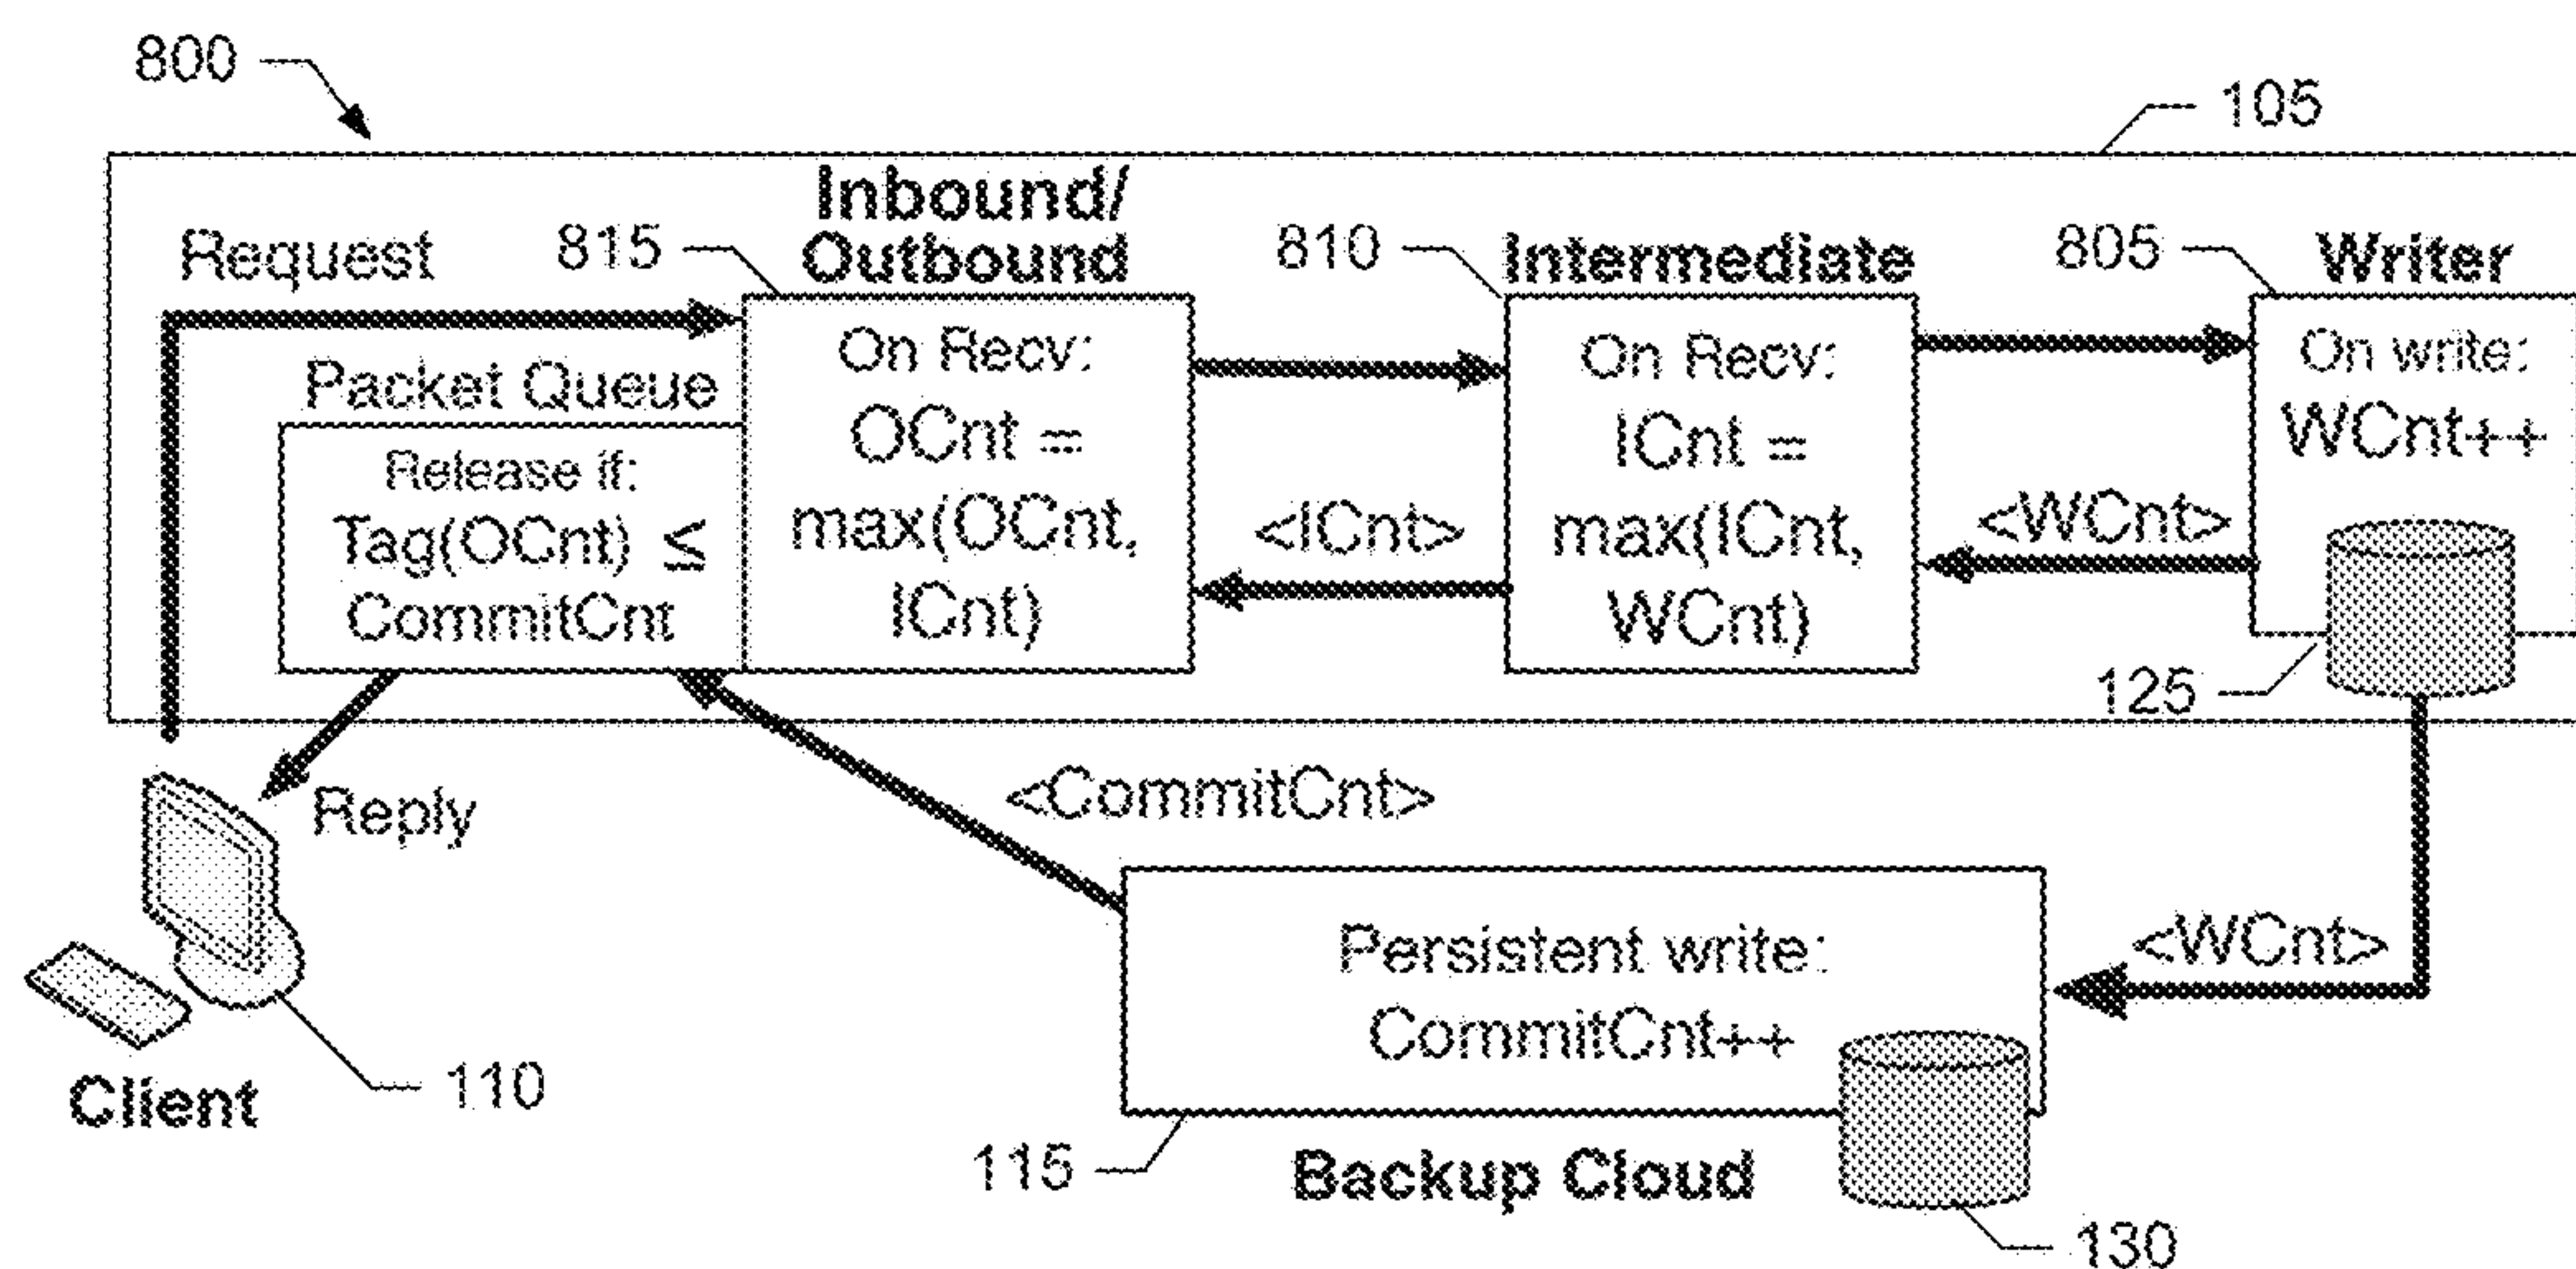 800
105
Inbound/
Outbound
Request
815
810
Intermediate
805
Writer
Packet Queue
Release if:
Tag(OCnt) ≤
CommitCnt
On Recv:
OCnt =
max(OCnt,
ICnt)
<ICnt>
On Recv:
ICnt =
max(ICnt,
WCnt)
<WCnt>
On write:
WCnt++
125
Reply
<CommitCnt>
Client
110
Persistent write:
CommitCnt++
<WCnt>
115
Backup Cloud
130